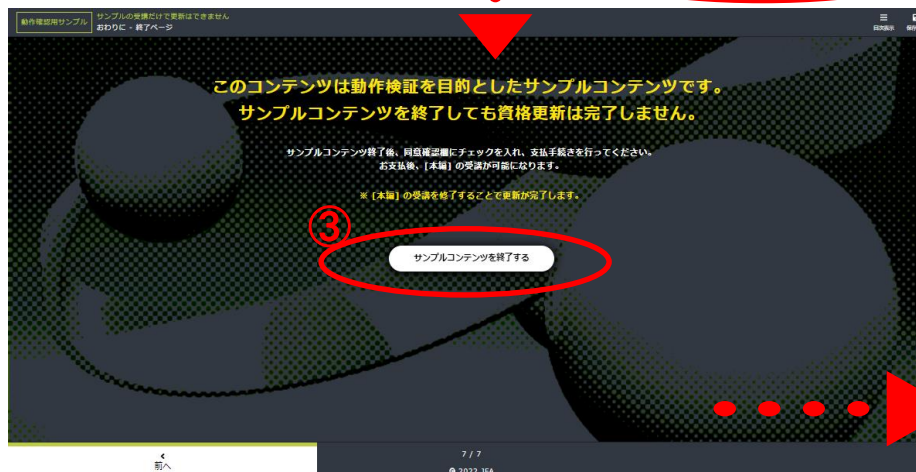 動作確認用サンプル
サンプルの受講だけで更新はできません
おわりに - 終了ページ
目次表示
このコンテンツは動作検証を目的としたサンプルコンテンツです。
サンプルコンテンツを終了しても資格更新は完了しません。
サンプルコンテンツ終了後、同意確認欄にチェックを入れ、支払手続きを行ってください。
お支払後、[本編] の受講が可能になります。
※ [本編] の受講を修了することで更新が完了します。
③
サンプルコンテンツを終了する
前へ
7 / 7
2022 JFA